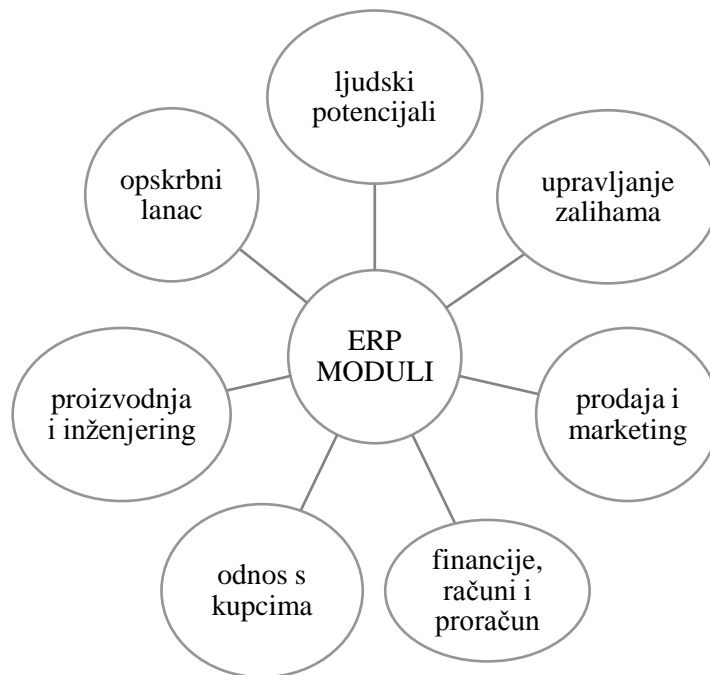 ljudski
potencijali
opskrbni
lanac
upravljanje
zalihama
ERP
MODULI
proizvodnja
i inženjering
prodaja i
marketing
odnos s
kupcima
financije,
računi i
proračun